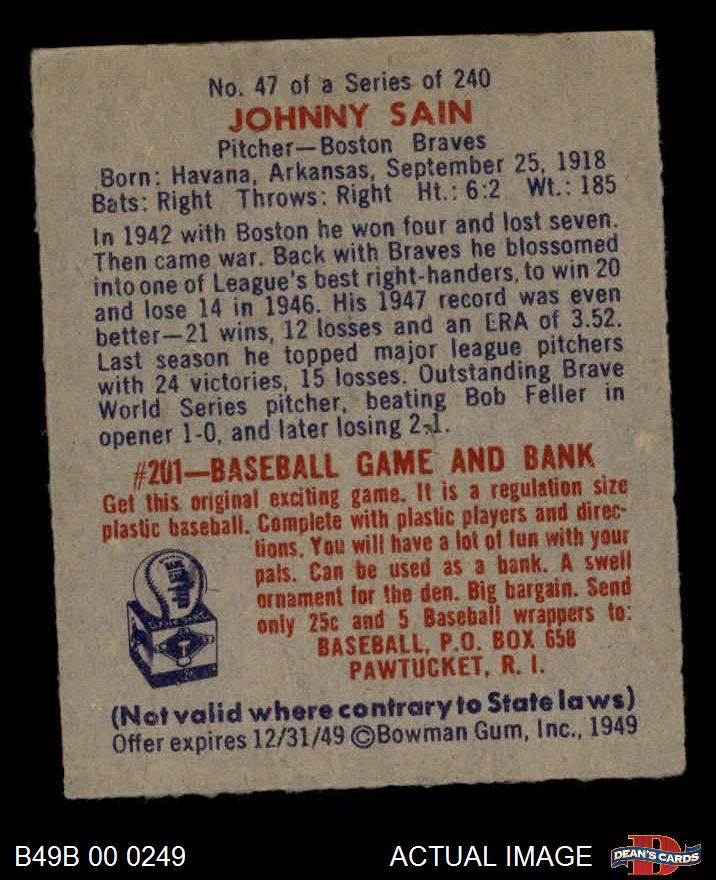 No. 47 of a Series of 240
JOHNNY SAIN
Pitcher—Boston Braves
Born: Havana, Arkansas, September 25, 1918
Bats: Right Throws: Right Ht.: 6:2 Wt.: 185
In 1942 with Boston he won four and lost seven.
Then came war. Back with Braves he blossomed
into one of League's best right-handers, to win 20
and lose 14 in 1946. His 1947 record was even
better—21 wins, 12 losses and an ERA of 3.52.
Last season he topped major league pitchers
with 24 victories, 15 losses. Outstanding Brave
World Series pitcher, beating Bob Feller in
opener 1-0, and later losing 2-1.
#201—BASEBALL GAME AND BANK
Get this original exciting game. It is a regulation size
plastic baseball. Complete with plastic players and direc-
tions. You will have a lot of fun with your
pals. Can be used as a bank. A swell
ornament for the den. Big bargain. Send
only 25c and 5 Baseball wrappers to:
BASEBALL, P.O. BOX 658
PAWTUCKET, R. I.
(Not valid where contrary to State laws)
Offer expires 12/31/49 ©Bowman Gum, Inc., 1949
B49B 00 0249
ACTUAL IMAGE
DEAN'S CARDS